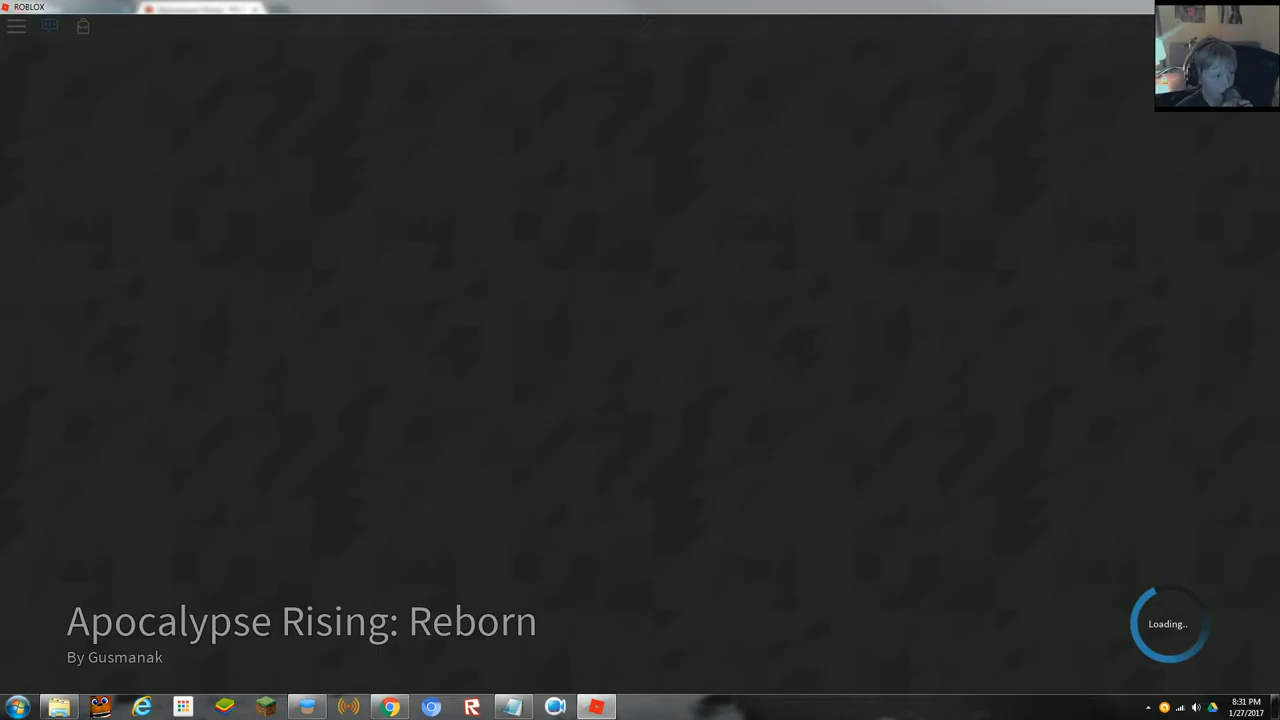 ROBLOX
Apocalypse Rising: Reborn
By Gusmanak
Loading..
8:31 PM
1/27/2017